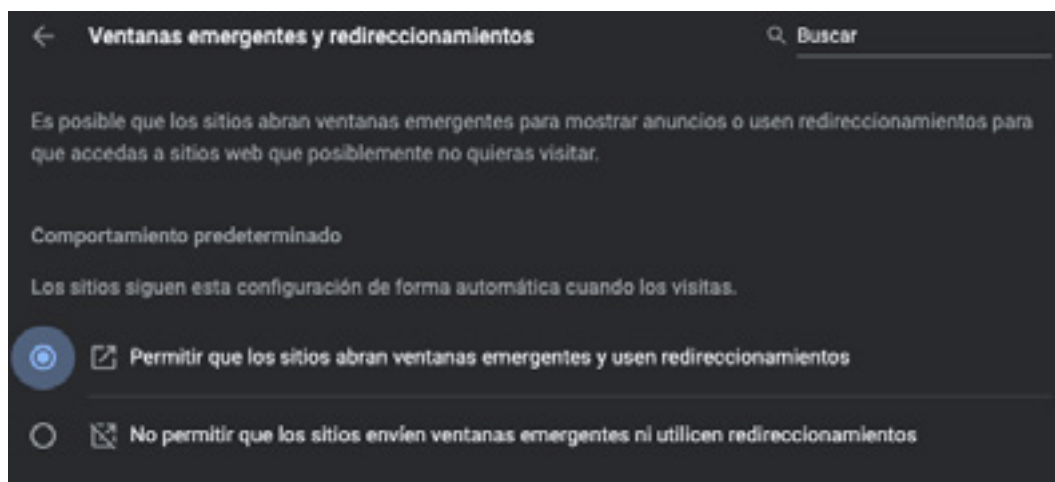 Ventanas emergentes y redireccionamientos
Buscar
Es posible que los sitios abran ventanas emergentes para mostrar anuncios o usen redireccionamientos para
que accedas a sitios web que posiblemente no quieras visitar.
Comportamiento predeterminado
Los sitios siguen esta configuración de forma automática cuando los visitas.
Permitir que los sitios abran ventanas emergentes y usen redireccionamientos
No permitir que los sitios envíen ventanas emergentes ni utilicen redireccionamientos